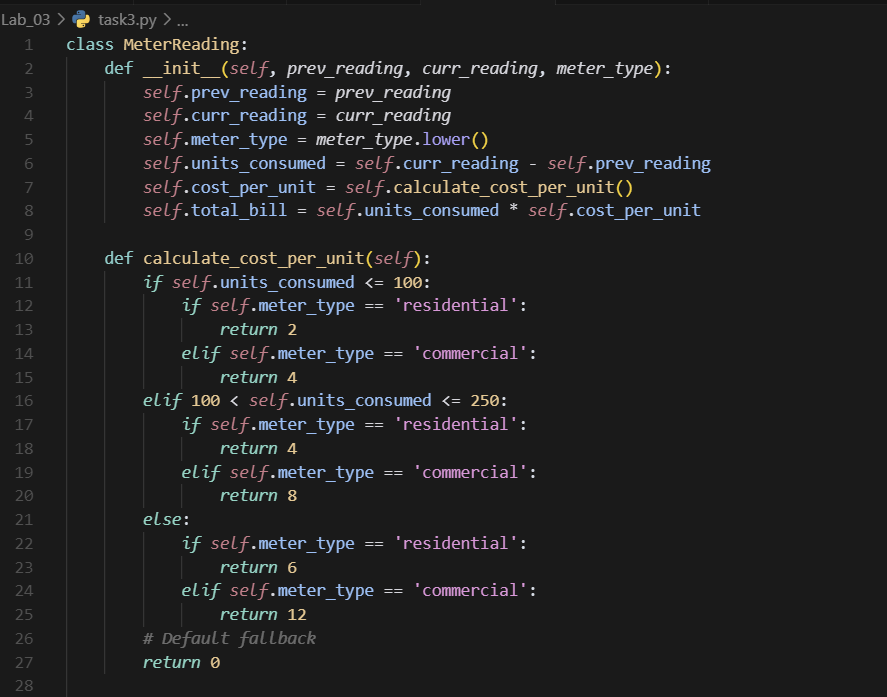 Lab_03 > task3.py > ...
1 class MeterReading:
2     def __init__(self, prev_reading, curr_reading, meter_type):
3         self.prev_reading = prev_reading
4         self.curr_reading = curr_reading
5         self.meter_type = meter_type.lower()
6         self.units_consumed = self.curr_reading - self.prev_reading
7         self.cost_per_unit = self.calculate_cost_per_unit()
8         self.total_bill = self.units_consumed * self.cost_per_unit
9
10     def calculate_cost_per_unit(self):
11         if self.units_consumed <= 100:
12             if self.meter_type == 'residential':
13                 return 2
14             elif self.meter_type == 'commercial':
15                 return 4
16         elif 100 < self.units_consumed <= 250:
17             if self.meter_type == 'residential':
18                 return 4
19             elif self.meter_type == 'commercial':
20                 return 8
21         else:
22             if self.meter_type == 'residential':
23                 return 6
24             elif self.meter_type == 'commercial':
25                 return 12
26         # Default fallback
27         return 0
28